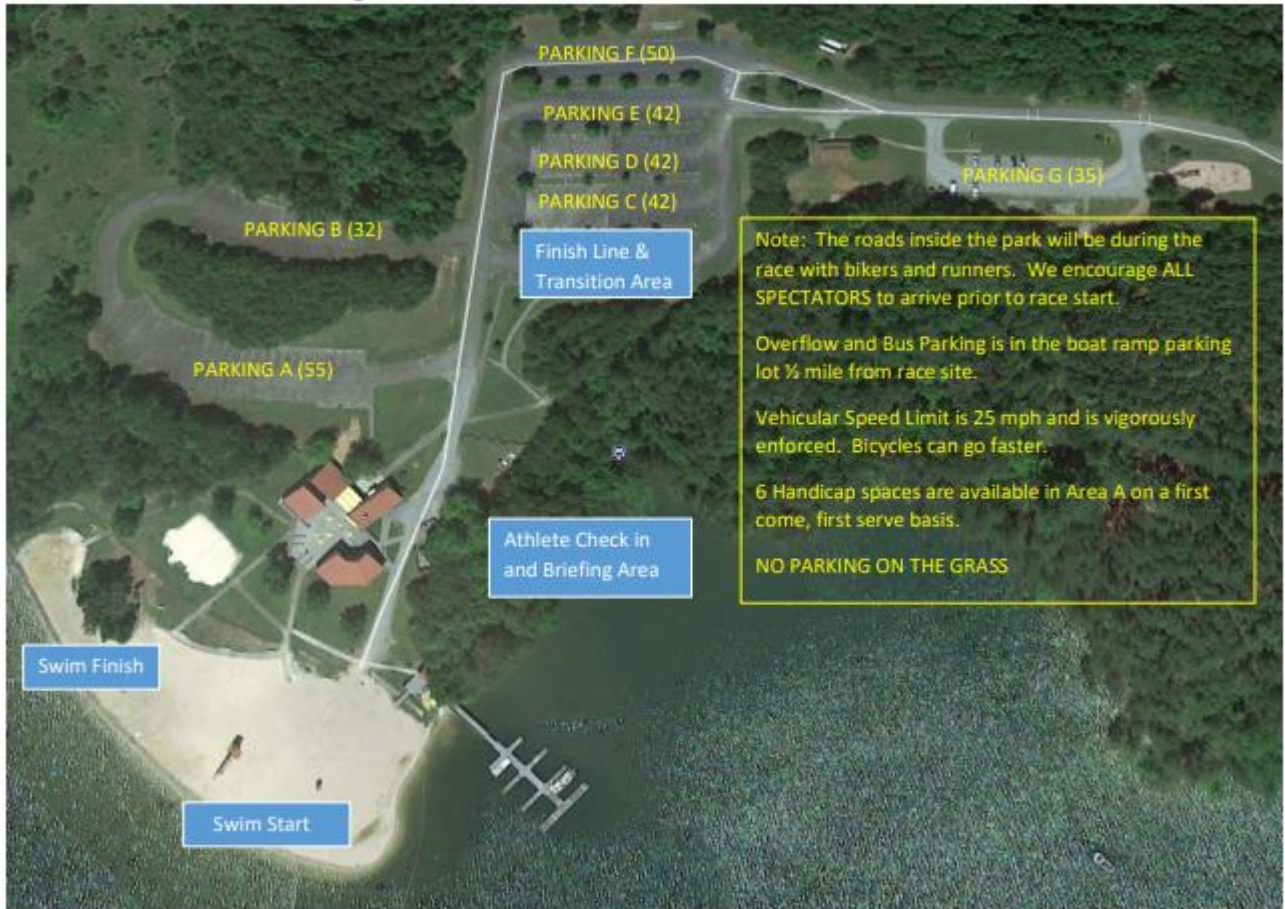 PARKING F (50)
PARKING E (42)
PARKING D (42)
PARKING G (35)
PARKING C (42)
PARKING B (32)
Finish Line &
Transition Area
Note: The roads inside the park will be during the
race with bikers and runners. We encourage ALL
SPECTATORS to arrive prior to race start.
Overflow and Bus Parking is in the boat ramp parking
lot ½ mile from race site.
Vehicular Speed Limit is 25 mph and is vigorously
enforced. Bicycles can go faster.
6 Handicap spaces are available in Area A on a first
come, first serve basis.
NO PARKING ON THE GRASS
PARKING A (55)
Athlete Check in
and Briefing Area
Swim Finish
Swim Start